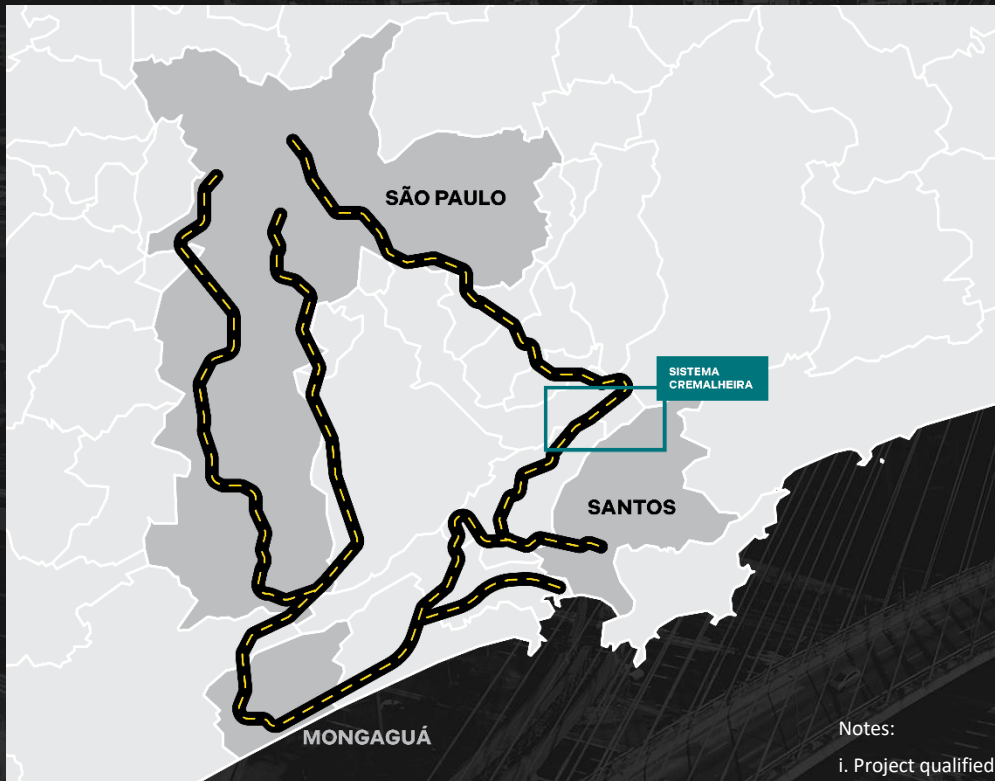 SÃO PAULO
SISTEMA
CREMALHEIRA
SANTOS
MONGAGUÁ
Notes:
i. Project qualified